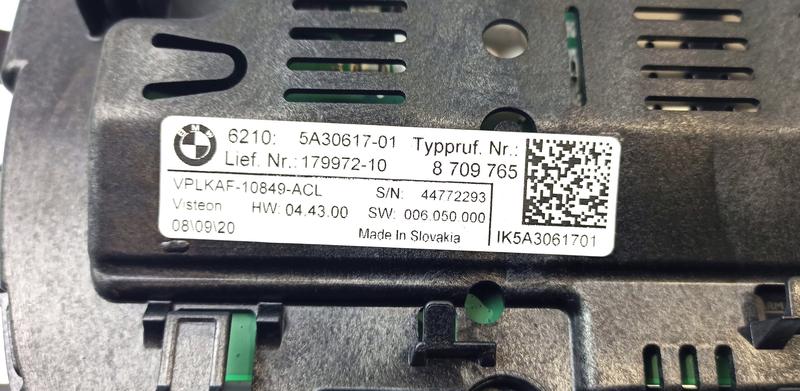 BMW
6210: 5A30617-01 Typpruf. Nr.:
Lief. Nr.:179972-10 8 709 765
VPLKAF-10849-ACL S/N: 44772293
Visteon HW: 04.43.00 SW: 006.050.000
08\09\20 Made In Slovakia IK5A3061701